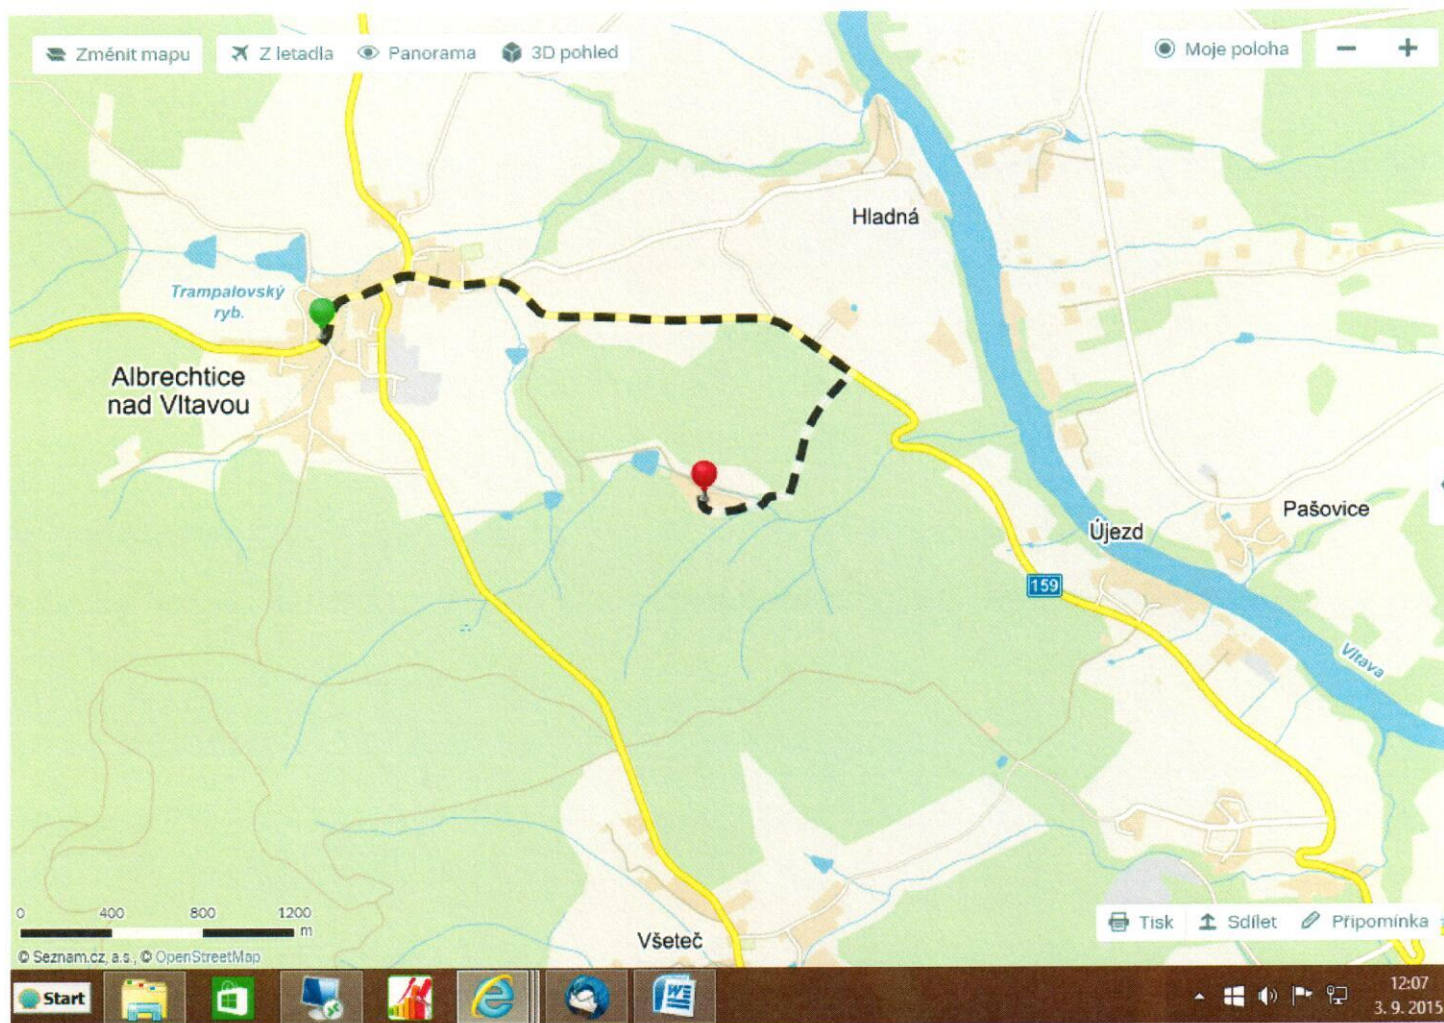 Změnit mapu
Z letadla
Panorama
3D pohled
Moje poloha
Hladná
Trampalovský
ryb.
Albrechtice
nad Vltavou
Pašovice
Újezd
159
Vltava
0 400 800 1200
m
Všeteč
Tisk
Sdílet
Připomínka
© Seznam.cz, a.s., © OpenStreetMap
Start
12:07
3. 9. 2015